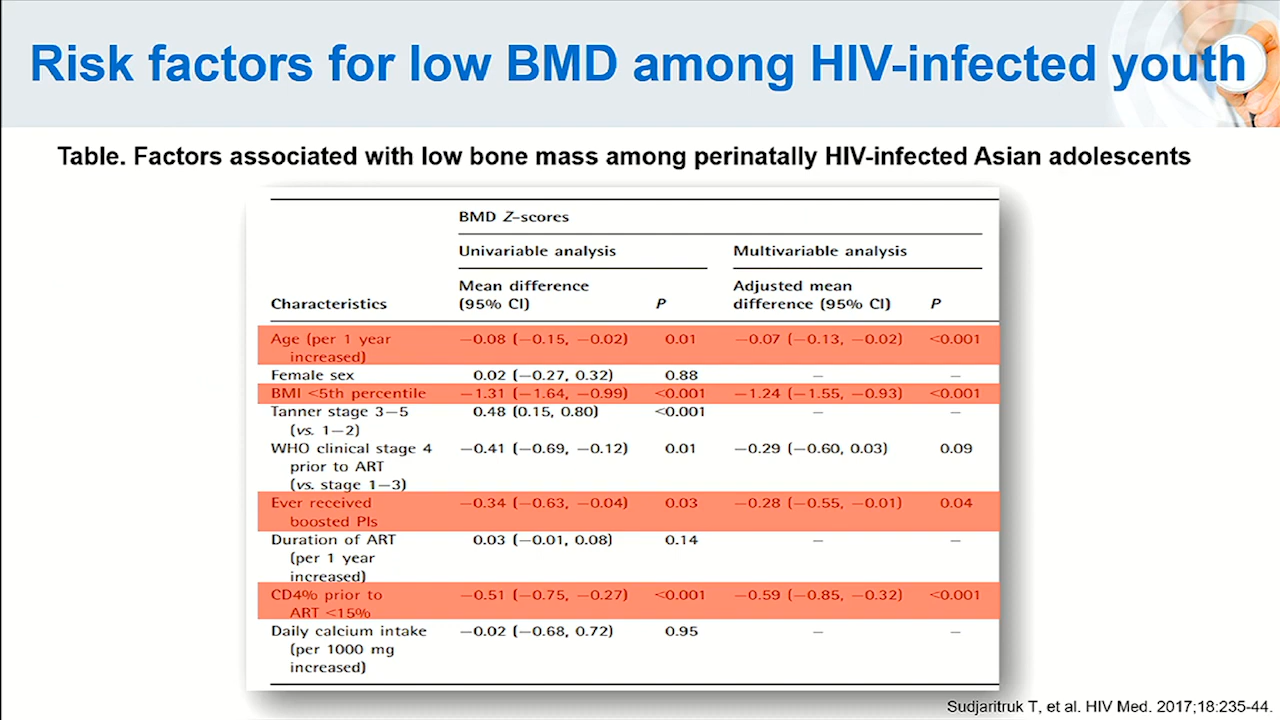 Risk factors for low BMD among HIV-infected youth
Table. Factors associated with low bone mass among perinatally HIV-infected Asian adolescents
BMD Z-scores
Univariable analysis Multivariable analysis
Mean difference Adjusted mean
Characteristics (95% CI) P difference (95% CI) P
Age (per 1 year −0.08 (−0.15, −0.02) 0.01 −0.07 (−0.13, −0.02) <0.001
increased)
Female sex 0.02 (−0.27, 0.32) 0.88 – –
BMI <5th percentile −1.31 (−1.64, −0.99) <0.001 −1.24 (−1.55, −0.93) <0.001
Tanner stage 3–5 0.48 (0.15, 0.80) <0.001 – –
(vs. 1–2)
WHO clinical stage 4 −0.41 (−0.69, −0.12) 0.01 −0.29 (−0.60, 0.03) 0.09
prior to ART
(vs. stage 1–3)
Ever received −0.34 (−0.63, −0.04) 0.03 −0.28 (−0.55, −0.01) 0.04
boosted PIs
Duration of ART 0.03 (−0.01, 0.08) 0.14 – –
(per 1 year
increased)
CD4% prior to −0.51 (−0.75, −0.27) <0.001 −0.59 (−0.85, −0.32) <0.001
ART <15%
Daily calcium intake −0.02 (−0.68, 0.72) 0.95 – –
(per 1000 mg
increased)
Sudjaritruk T, et al. HIV Med. 2017;18:235-44.